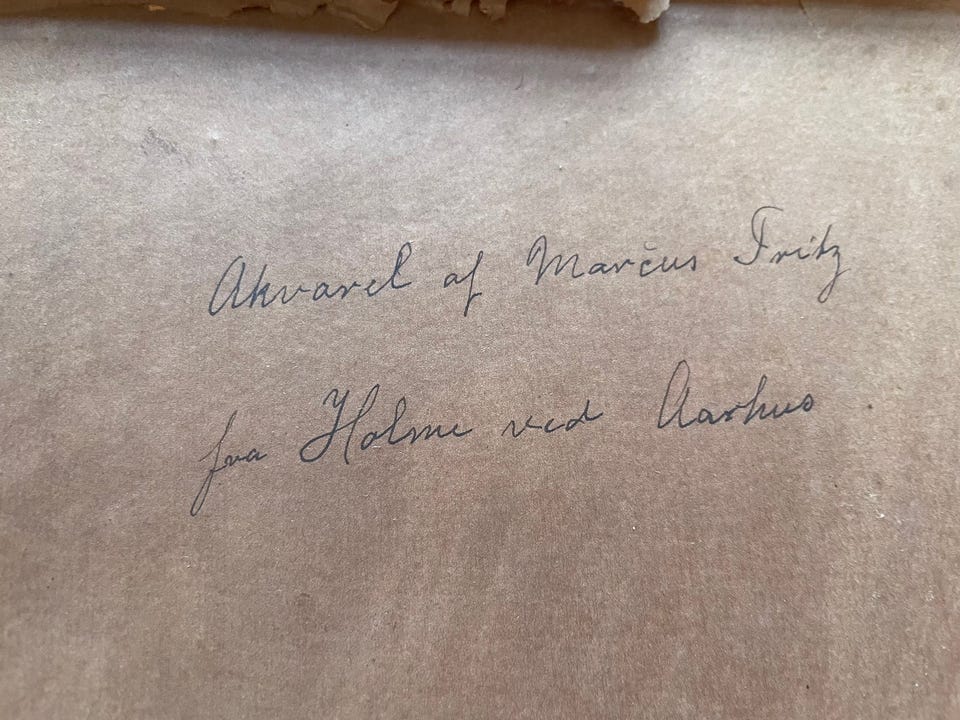 Akvarel af Marcus Fritz
fra Holme ved Aarhus